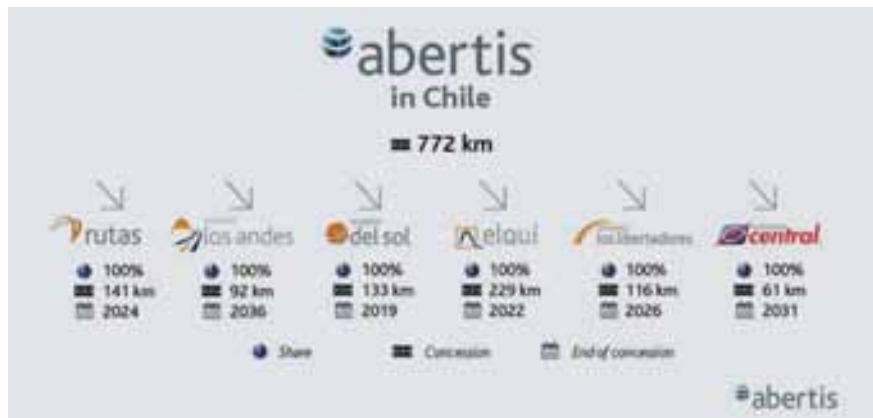 abertis
in Chile
772 km
rutas
los andes
del sol
elqui
los libertadores
central
100% 100% 100% 100% 100% 100%
141 km 92 km 133 km 229 km 116 km 61 km
2024 2036 2019 2022 2026 2031
Share Concession End of concession
abertis